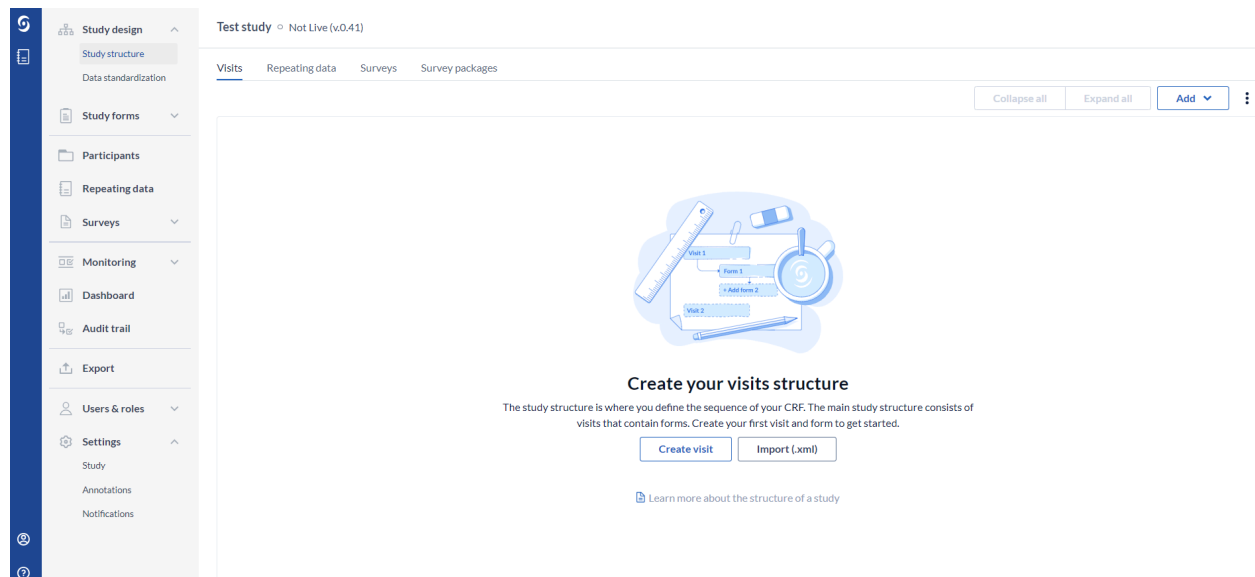 Study design
Study structure
Data standardization
Study forms
Participants
Repeating data
Surveys
Monitoring
Dashboard
Audit trail
Export
Users & roles
Settings
Study
Annotations
Notifications
Test study Not Live (v.0.41)
Visits Repeating data Surveys Survey packages
Collapse all Expand all Add
Visit 1
Form 1
+ Add form 2
Visit 2
Create your visits structure
The study structure is where you define the sequence of your CRF. The main study structure consists of
visits that contain forms. Create your first visit and form to get started.
Create visit Import (.xml)
Learn more about the structure of a study